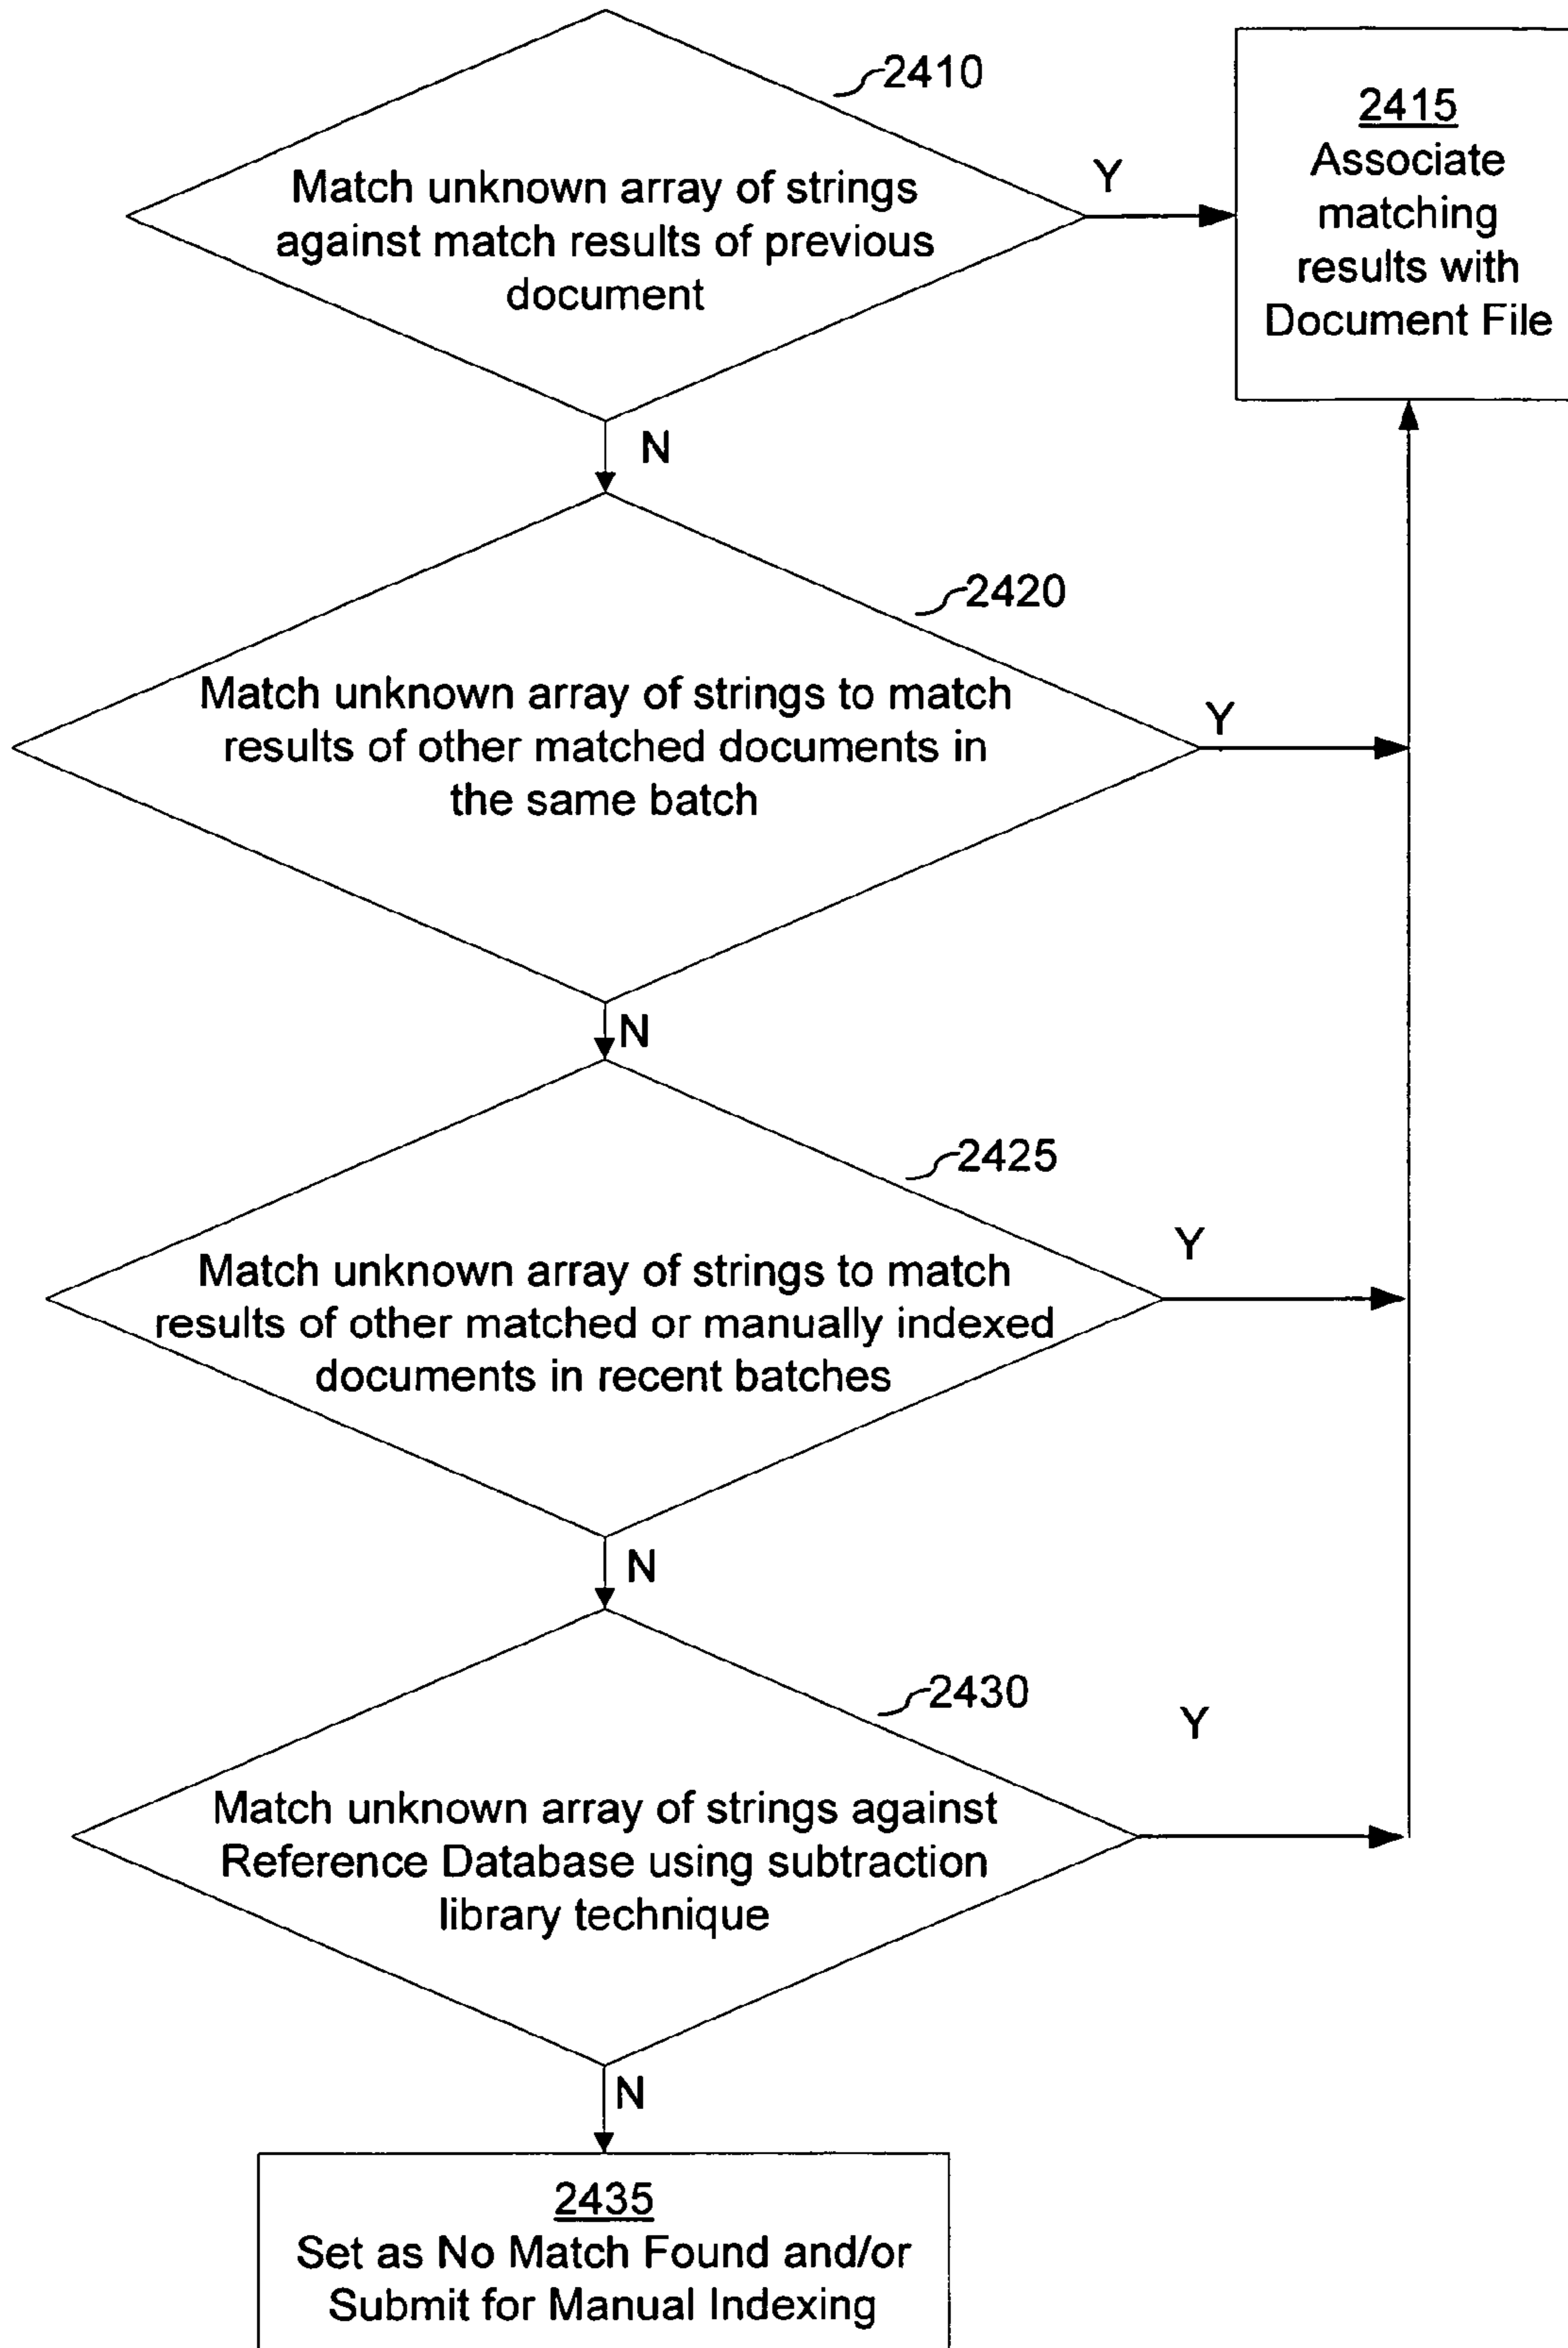 2410
Match unknown array of strings
against match results of previous
document
Y
2415
Associate
matching
results with
Document File
N
2420
Match unknown array of strings to match
results of other matched documents in
the same batch
Y
N
2425
Match unknown array of strings to match
results of other matched or manually indexed
documents in recent batches
Y
N
2430
Match unknown array of strings against
Reference Database using subtraction
library technique
Y
N
2435
Set as No Match Found and/or
Submit for Manual Indexing